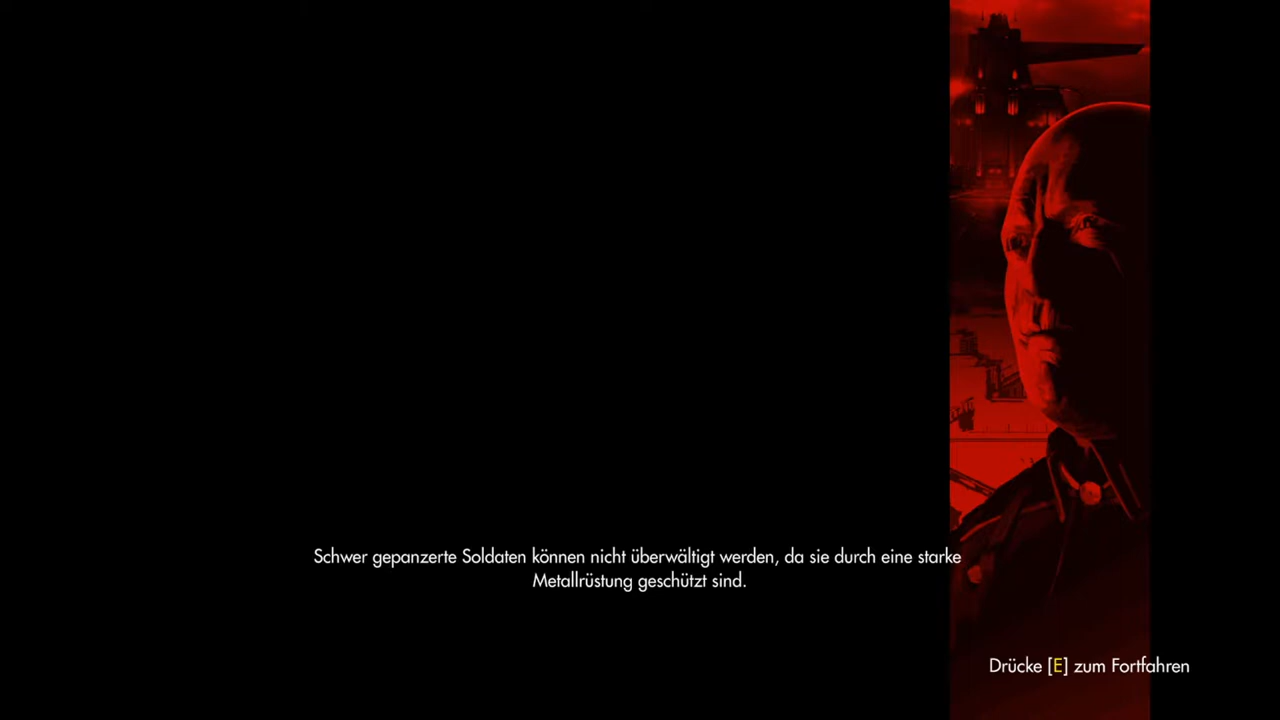 Schwer gepanzerte Soldaten können nicht überwältigt werden, da sie durch eine starke
Metallrüstung geschützt sind.
Drücke [E] zum Fortfahren